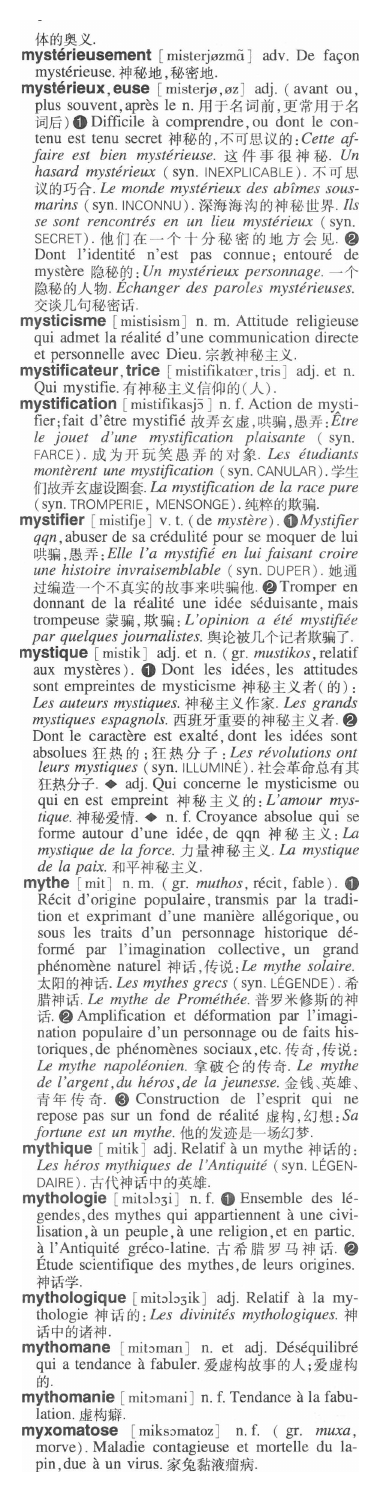 体的奥义.
mystérieusement [misterjøzmɑ̃] adv. De façon
mystérieuse. 神秘地,秘密地.
mystérieux, euse [misterjø,øz] adj. ( avant ou,
plus souvent,après le n. 用于名词前,更常用于名
词后) ❶ Difficile à comprendre,ou dont le con-
tenu est tenu secret 神秘的,不可思议的:Cette af-
faire est bien mystérieuse. 这件事很神秘. Un
hasard mystérieux ( syn. INEXPLICABLE). 不可思
议的巧合. Le monde mystérieux des abîmes sous-
marins ( syn. INCONNU). 深海海沟的神秘世界. Ils
se sont rencontrés en un lieu mystérieux ( syn.
SECRET). 他们在一个十分秘密的地方会见. ❷
Dont l'identité n'est pas connue; entouré de
mystère 隐秘的:Un mystérieux personnage. 一个
隐秘的人物. Échanger des paroles mystérieuses.
交谈几句秘密话.
mysticisme [mistisism] n. m. Attitude religieuse
qui admet la réalité d'une communication directe
et personnelle avec Dieu. 宗教神秘主义.
mystificateur, trice [mistifikatœr,tris] adj. et n.
Qui mystifie. 有神秘主义信仰的(人).
mystification [mistifikasjɔ̃] n. f. Action de mysti-
fier;fait d'être mystifié 故弄玄虚,哄骗,愚弄:Être
le jouet d'une mystification plaisante ( syn.
FARCE). 成为开玩笑愚弄的对象. Les étudiants
montèrent une mystification ( syn. CANULAR). 学生
们故弄玄虚设圈套. La mystification de la race pure
(syn. TROMPERIE, MENSONGE). 纯粹的欺骗.
mystifier [mistifje] v. t. ( de mystère). ❶ Mystifier
qqn,abuser de sa crédulité pour se moquer de lui
哄骗,愚弄:Elle l'a mystifié en lui faisant croire
une histoire invraisemblable ( syn. DUPER). 她通
过编造一个不真实的故事来哄骗他. ❷ Tromper en
donnant de la réalité une idée séduisante, mais
trompeuse 蒙骗,欺骗: L'opinion a été mystifiée
par quelques journalistes. 舆论被几个记者欺骗了.
mystique [mistik] adj. et n. ( gr. mustikos,relatif
aux mystères). ❶ Dont les idées, les attitudes
sont empreintes de mysticisme 神秘主义者(的):
Les auteurs mystiques. 神秘主义作家. Les grands
mystiques espagnols. 西班牙重要的神秘主义者. ❷
Dont le caractère est exalté,dont les idées sont
absolues 狂热的;狂热分子: Les révolutions ont
leurs mystiques ( syn. ILLUMINÉ). 社会革命总有其
狂热分子. ◆ adj. Qui concerne le mysticisme ou
qui en est empreint 神秘主义的:L'amour mys-
tique. 神秘爱情. ◆ n. f. Croyance absolue qui se
forme autour d'une idée, de qqn 神秘主义: La
mystique de la force. 力量神秘主义. La mystique
de la paix. 和平神秘主义.
mythe [mit] n. m. ( gr. muthos, récit, fable). ❶
Récit d'origine populaire, transmis par la tradi-
tion et exprimant d'une manière allégorique, ou
sous les traits d'un personnage historique dé-
formé par l'imagination collective, un grand
phénomène naturel 神话,传说:Le mythe solaire.
太阳的神话. Les mythes grecs ( syn. LÉGENDE). 希
腊神话. Le mythe de Prométhée. 普罗米修斯的神
话. ❷ Amplification et déformation par l'imagi-
nation populaire d'un personnage ou de faits his-
toriques,de phénomènes sociaux,etc. 传奇,传说:
Le mythe napoléonien. 拿破仑的传奇. Le mythe
de l'argent,du héros,de la jeunesse. 金钱、英雄、
青年传奇. ❸ Construction de l'esprit qui ne
repose pas sur un fond de réalité 虚构,幻想:Sa
fortune est un mythe. 他的发迹是一场幻梦.
mythique [mitik] adj. Relatif à un mythe 神话的:
Les héros mythiques de l'Antiquité ( syn. LÉGEN-
DAIRE). 古代神话中的英雄.
mythologie [mitɔlɔʒi] n. f. ❶ Ensemble des lé-
gendes,des mythes qui appartiennent à une civi-
lisation,à un peuple,à une religion,et en partic.
à l'Antiquité gréco-latine. 古希腊罗马神话. ❷
Étude scientifique des mythes,de leurs origines.
神话学.
mythologique [mitɔlɔʒik] adj. Relatif à la my-
thologie 神话的: Les divinités mythologiques. 神
话中的诸神.
mythomane [mitɔman] n. et adj. Déséquilibré
qui a tendance à fabuler. 爱虚构故事的人;爱虚构
的.
mythomanie [mitɔmani] n. f. Tendance à la fabu-
lation. 虚构癖.
myxomatose [miksɔmatoz] n. f. ( gr. muxa,
morve). Maladie contagieuse et mortelle du la-
pin,due à un virus. 家兔黏液瘤病.